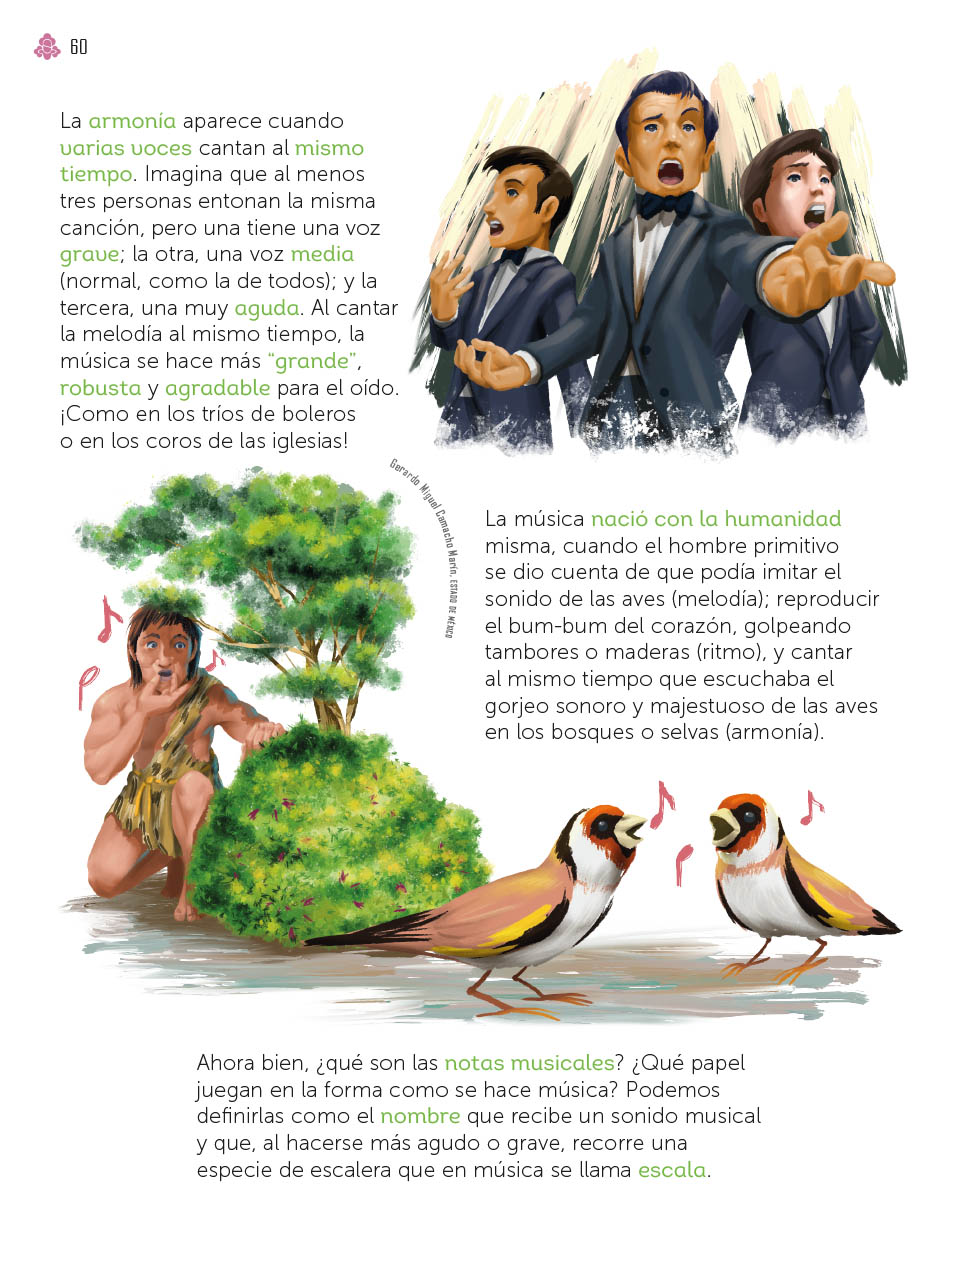 60
La armonía aparece cuando
varias voces cantan al mismo
tiempo. Imagina que al menos
tres personas entonan la misma
canción, pero una tiene una voz
grave; la otra, una voz media
(normal, como la de todos); y la
tercera, una muy aguda. Al cantar
la melodía al mismo tiempo, la
música se hace más “grande”,
robusta y agradable para el oído.
¡Como en los tríos de boleros
o en los coros de las iglesias!
Gerardo Miguel Camacho Marín, ESTADO DE MÉXICO
La música nació con la humanidad
misma, cuando el hombre primitivo
se dio cuenta de que podía imitar el
sonido de las aves (melodía); reproducir
el bum-bum del corazón, golpeando
tambores o maderas (ritmo), y cantar
al mismo tiempo que escuchaba el
gorjeo sonoro y majestuoso de las aves
en los bosques o selvas (armonía).
Ahora bien, ¿qué son las notas musicales? ¿Qué papel
juegan en la forma como se hace música? Podemos
definirlas como el nombre que recibe un sonido musical
y que, al hacerse más agudo o grave, recorre una
especie de escalera que en música se llama escala.